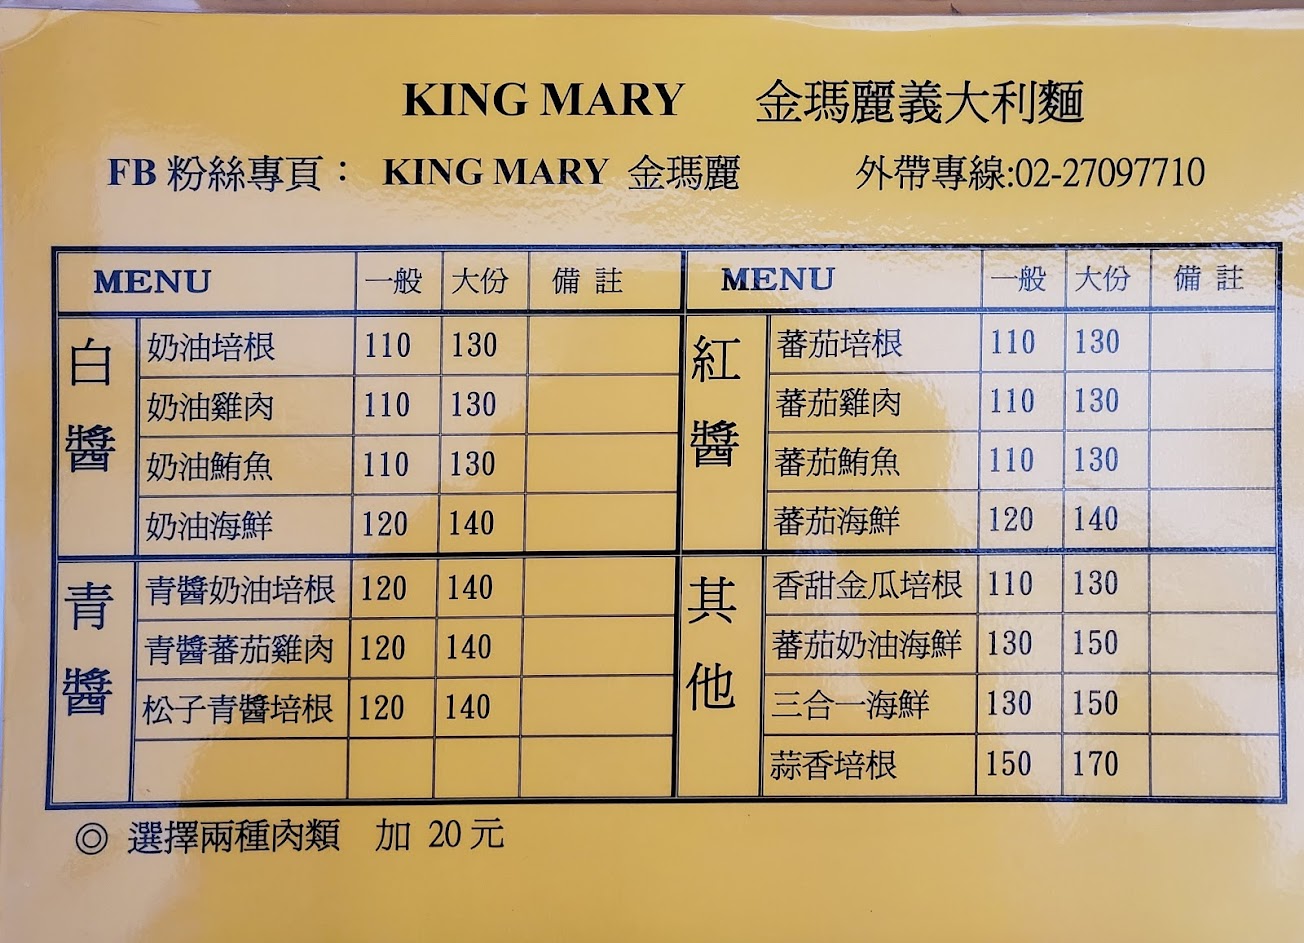 KING MARY 金瑪麗義大利麵
FB 粉絲專頁： KING MARY 金瑪麗 外帶專線:02-27097710
MENU 一般 大份 備註 MENU 一般 大份 備註
白醬
奶油培根 110 130
奶油雞肉 110 130
奶油鮪魚 110 130
奶油海鮮 120 140
紅醬
蕃茄培根 110 130
蕃茄雞肉 110 130
蕃茄鮪魚 110 130
蕃茄海鮮 120 140
青醬
青醬奶油培根 120 140
青醬蕃茄雞肉 120 140
松子青醬培根 120 140
其他
香甜金瓜培根 110 130
蕃茄奶油海鮮 130 150
三合一海鮮 130 150
蒜香培根 150 170
◎ 選擇兩種肉類 加 20 元